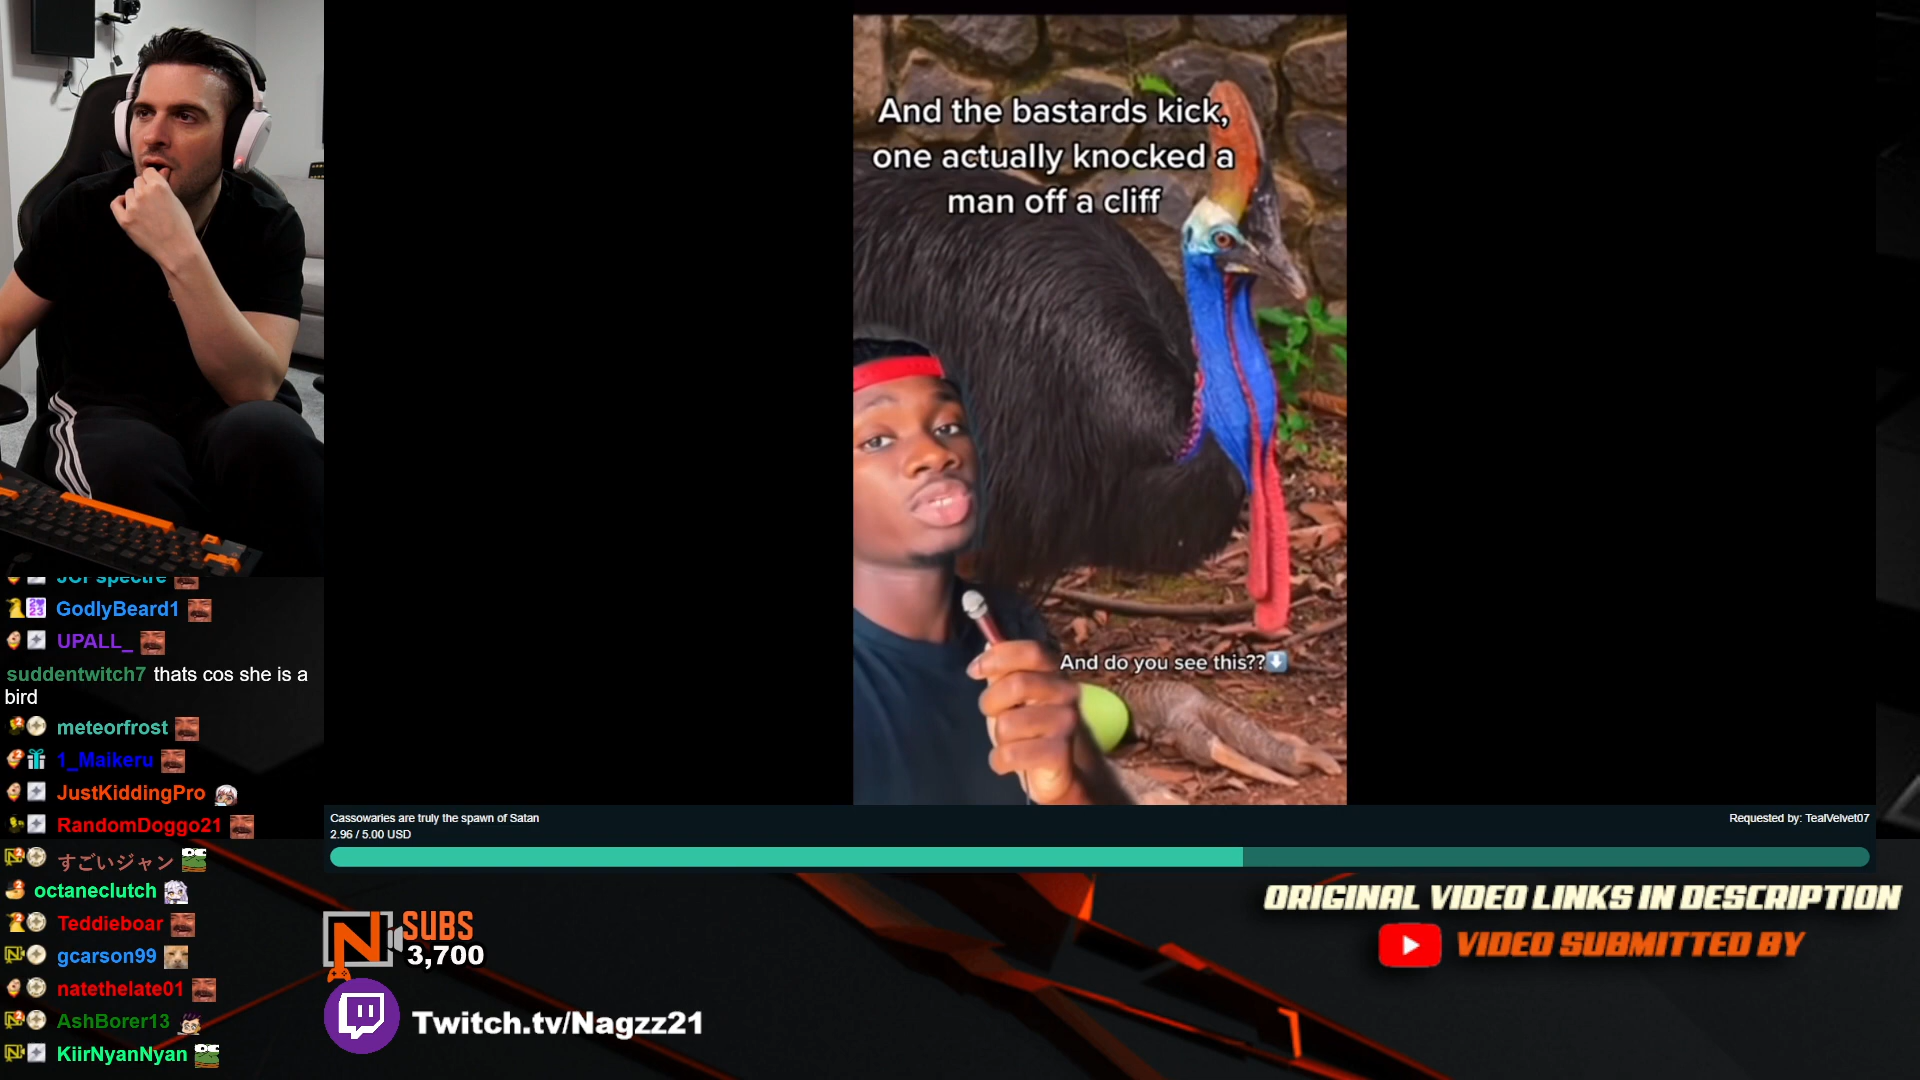 And the bastards kick,
one actually knocked a
man off a cliff
And do you see this??⬇️
GodlyBeard1
UPALL_
suddentwitch7 thats cos she is a
bird
meteorfrost
1_Maikeru
JustKiddingPro
RandomDoggo21
すごいジャン
octaneclutch
Teddieboar
gcarson99
natethelate01
AshBorer13
KiirNyanNyan
Cassowaries are truly the spawn of Satan
Requested by: TealVelvet07
2.96 / 5.00 USD
SUBS
3,700
Twitch.tv/Nagzz21
ORIGINAL VIDEO LINKS IN DESCRIPTION
VIDEO SUBMITTED BY